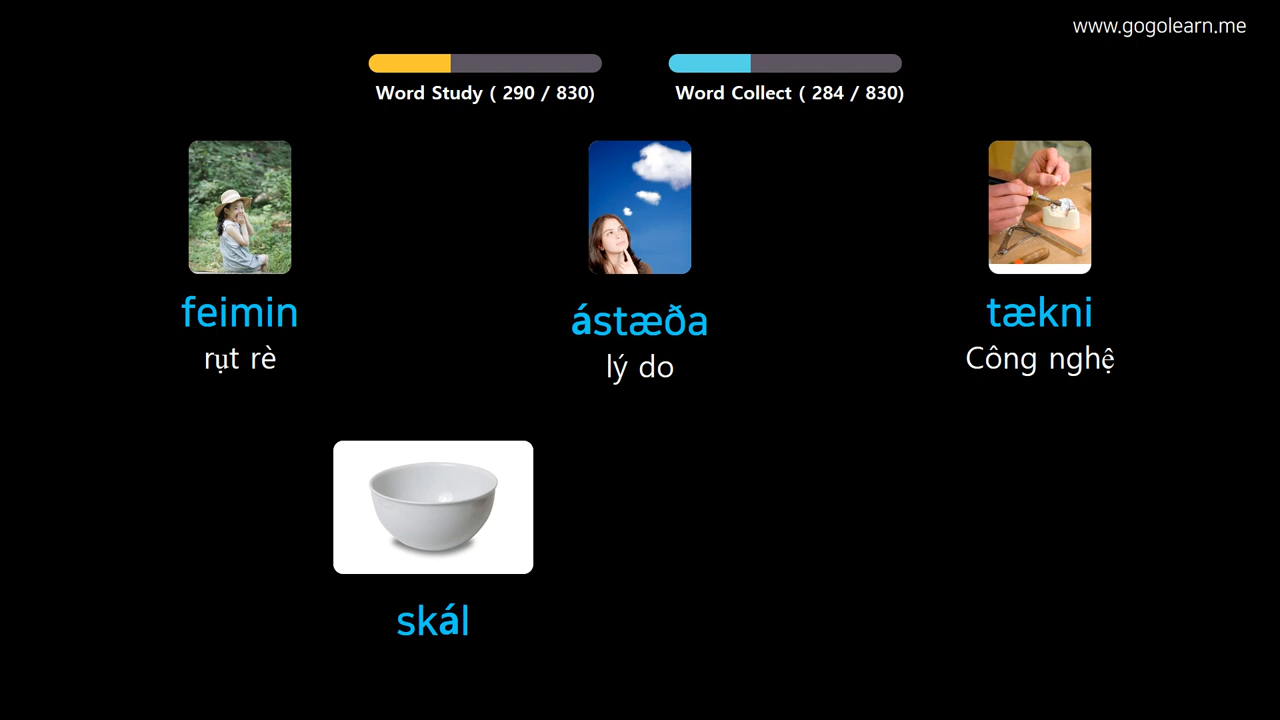 www.gogolearn.me
Word Study ( 290 / 830)
Word Collect ( 284 / 830)
feimin
rụt rè
ástæða
lý do
tækni
Công nghệ
skál